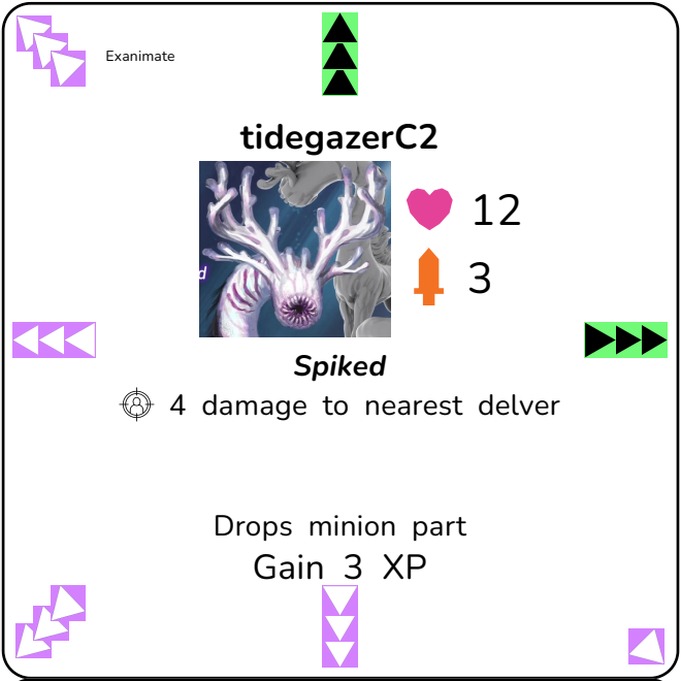 Exanimate
tidegazerC2
12
d
3
Spiked
4 damage to nearest delver
Drops minion part
Gain 3 XP